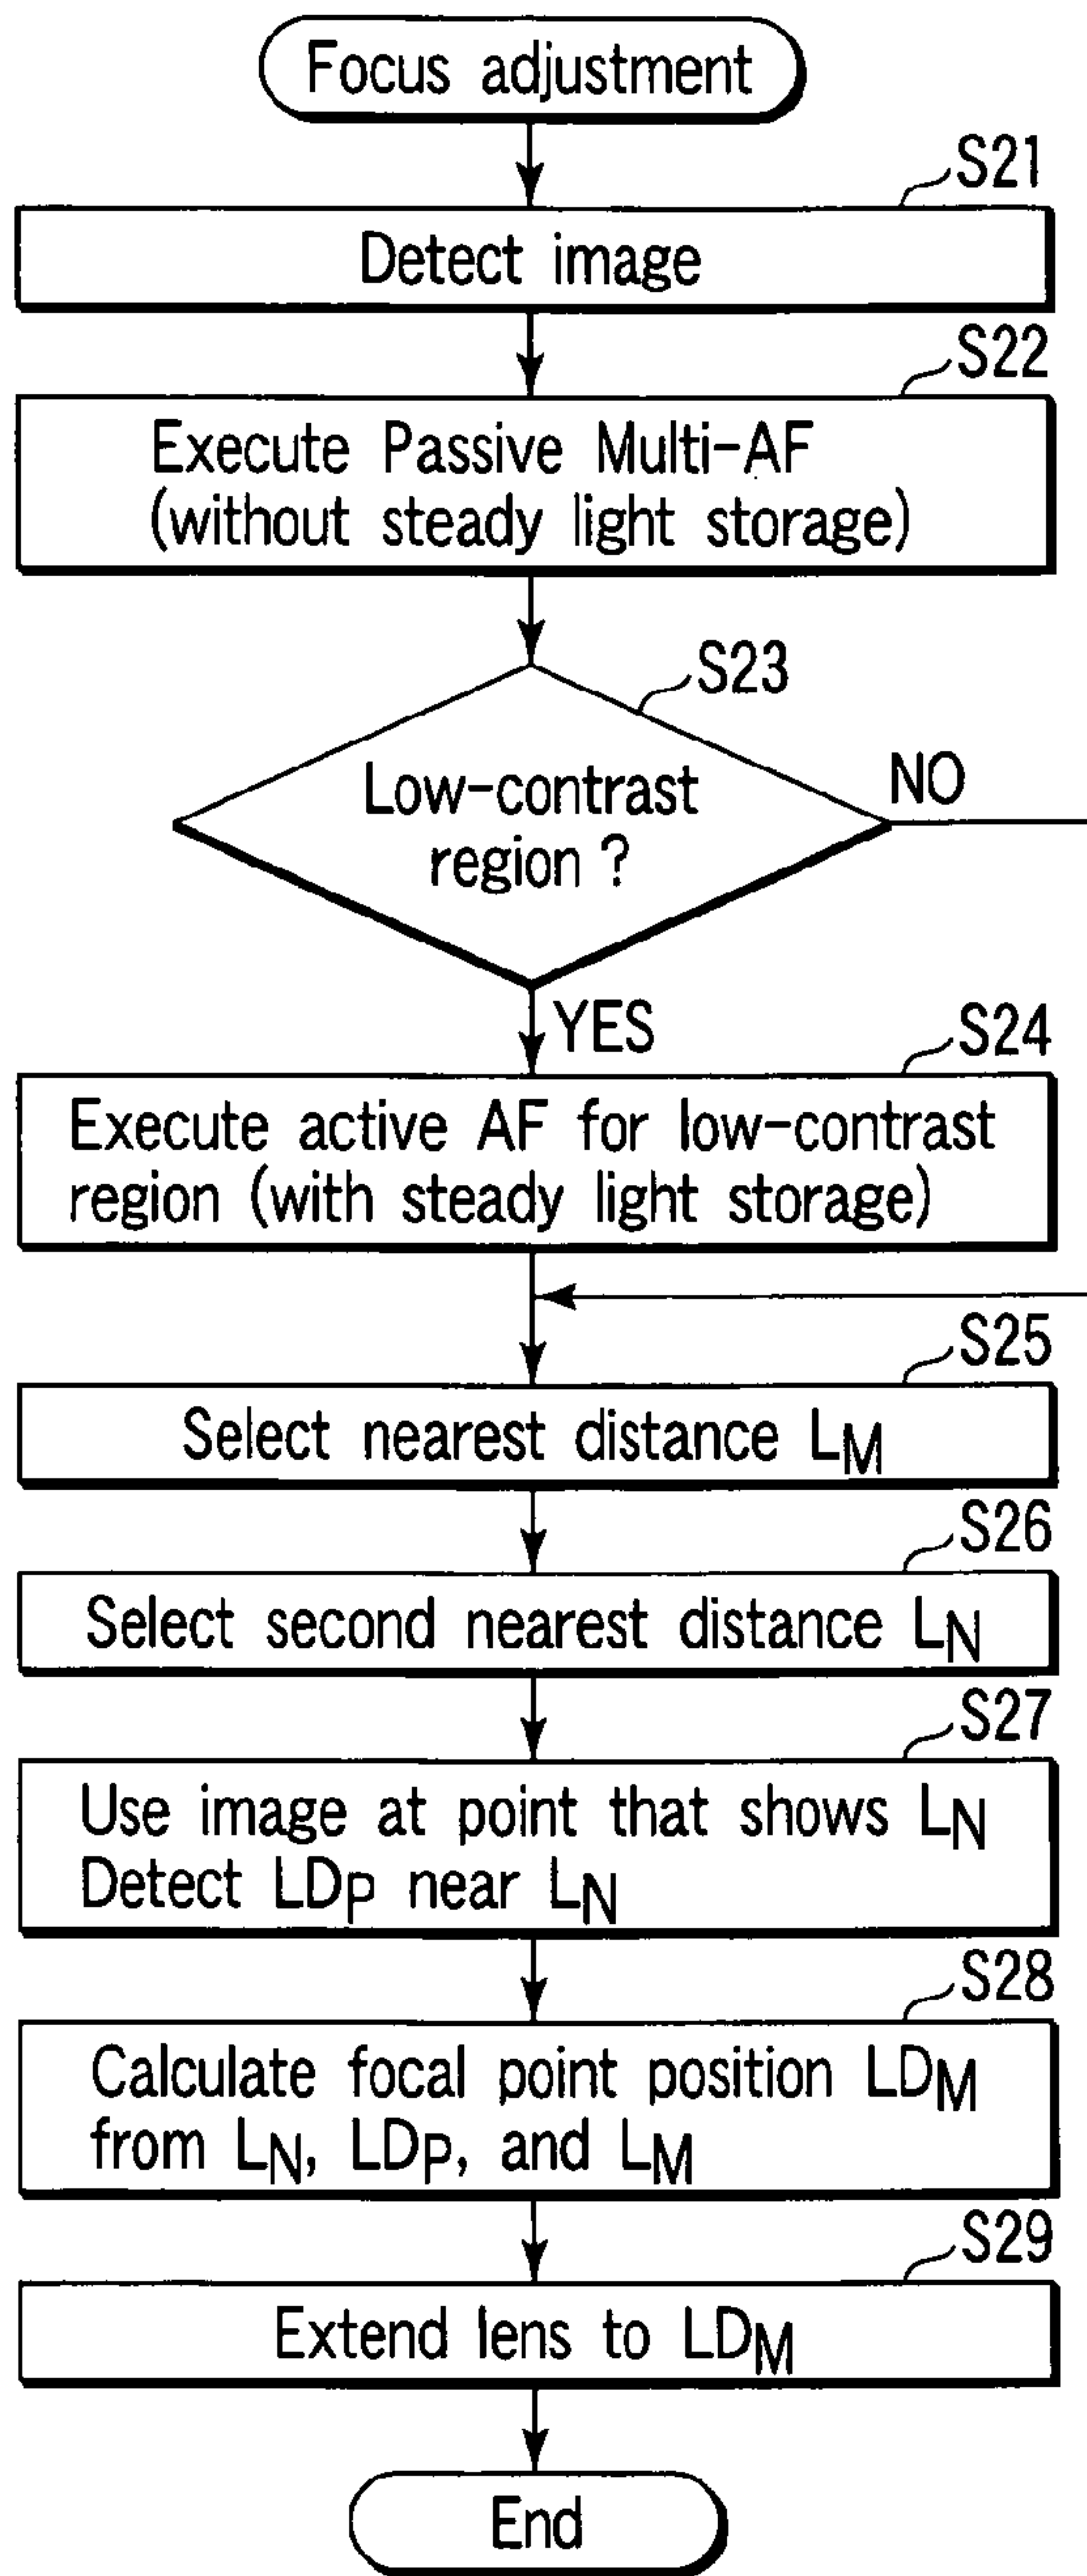 Focus adjustment
S21
Detect image
S22
Execute Passive Multi-AF
(without steady light storage)
S23
Low-contrast
region ?
NO
YES
S24
Execute active AF for low-contrast
region (with steady light storage)
S25
Select nearest distance LM
S26
Select second nearest distance LN
S27
Use image at point that shows LN
Detect LDP near LN
S28
Calculate focal point position LDM
from LN, LDP, and LM
S29
Extend lens to LDM
End